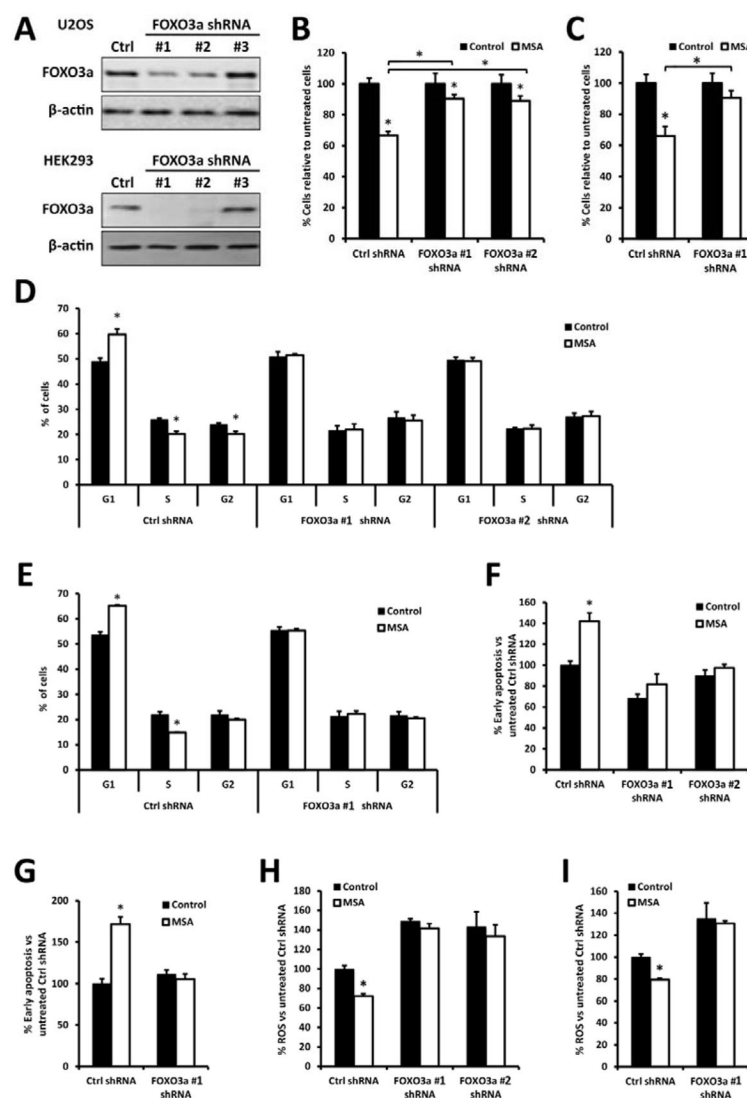 A
U2OS
FOXO3a shRNA
Ctrl #1 #2 #3
FOXO3a
β-actin
HEK293
FOXO3a shRNA
Ctrl #1 #2 #3
FOXO3a
β-actin
B
Control MSA
% Cells relative to untreated cells
120
100
80
60
40
20
0
* *
* * *
Ctrl shRNA FOXO3a #1 shRNA FOXO3a #2 shRNA
C
Control MSA
% Cells relative to untreated cells
120
100
80
60
40
20
0
*
*
Ctrl shRNA FOXO3a #1 shRNA
D
Control
MSA
% of cells
70
60
50
40
30
20
10
0
* * *
G1 S G2 G1 S G2 G1 S G2
Ctrl shRNA FOXO3a #1 shRNA FOXO3a #2 shRNA
E
Control
MSA
% of cells
70
60
50
40
30
20
10
0
* *
G1 S G2 G1 S G2
Ctrl shRNA FOXO3a #1 shRNA
F
Control
MSA
% Early apoptosis vs
untreated Ctrl shRNA
160
140
120
100
80
60
40
20
0
*
Ctrl shRNA FOXO3a #1 shRNA FOXO3a #2 shRNA
G
Control
MSA
% Early apoptosis vs
untreated Ctrl shRNA
200
150
100
50
0
*
Ctrl shRNA FOXO3a #1 shRNA
H
Control
MSA
% ROS vs untreated Ctrl shRNA
180
160
140
120
100
80
60
40
20
0
*
Ctrl shRNA FOXO3a #1 shRNA FOXO3a #2 shRNA
I
Control
MSA
% ROS vs untreated Ctrl shRNA
160
140
120
100
80
60
40
20
0
*
Ctrl shRNA FOXO3a #1 shRNA